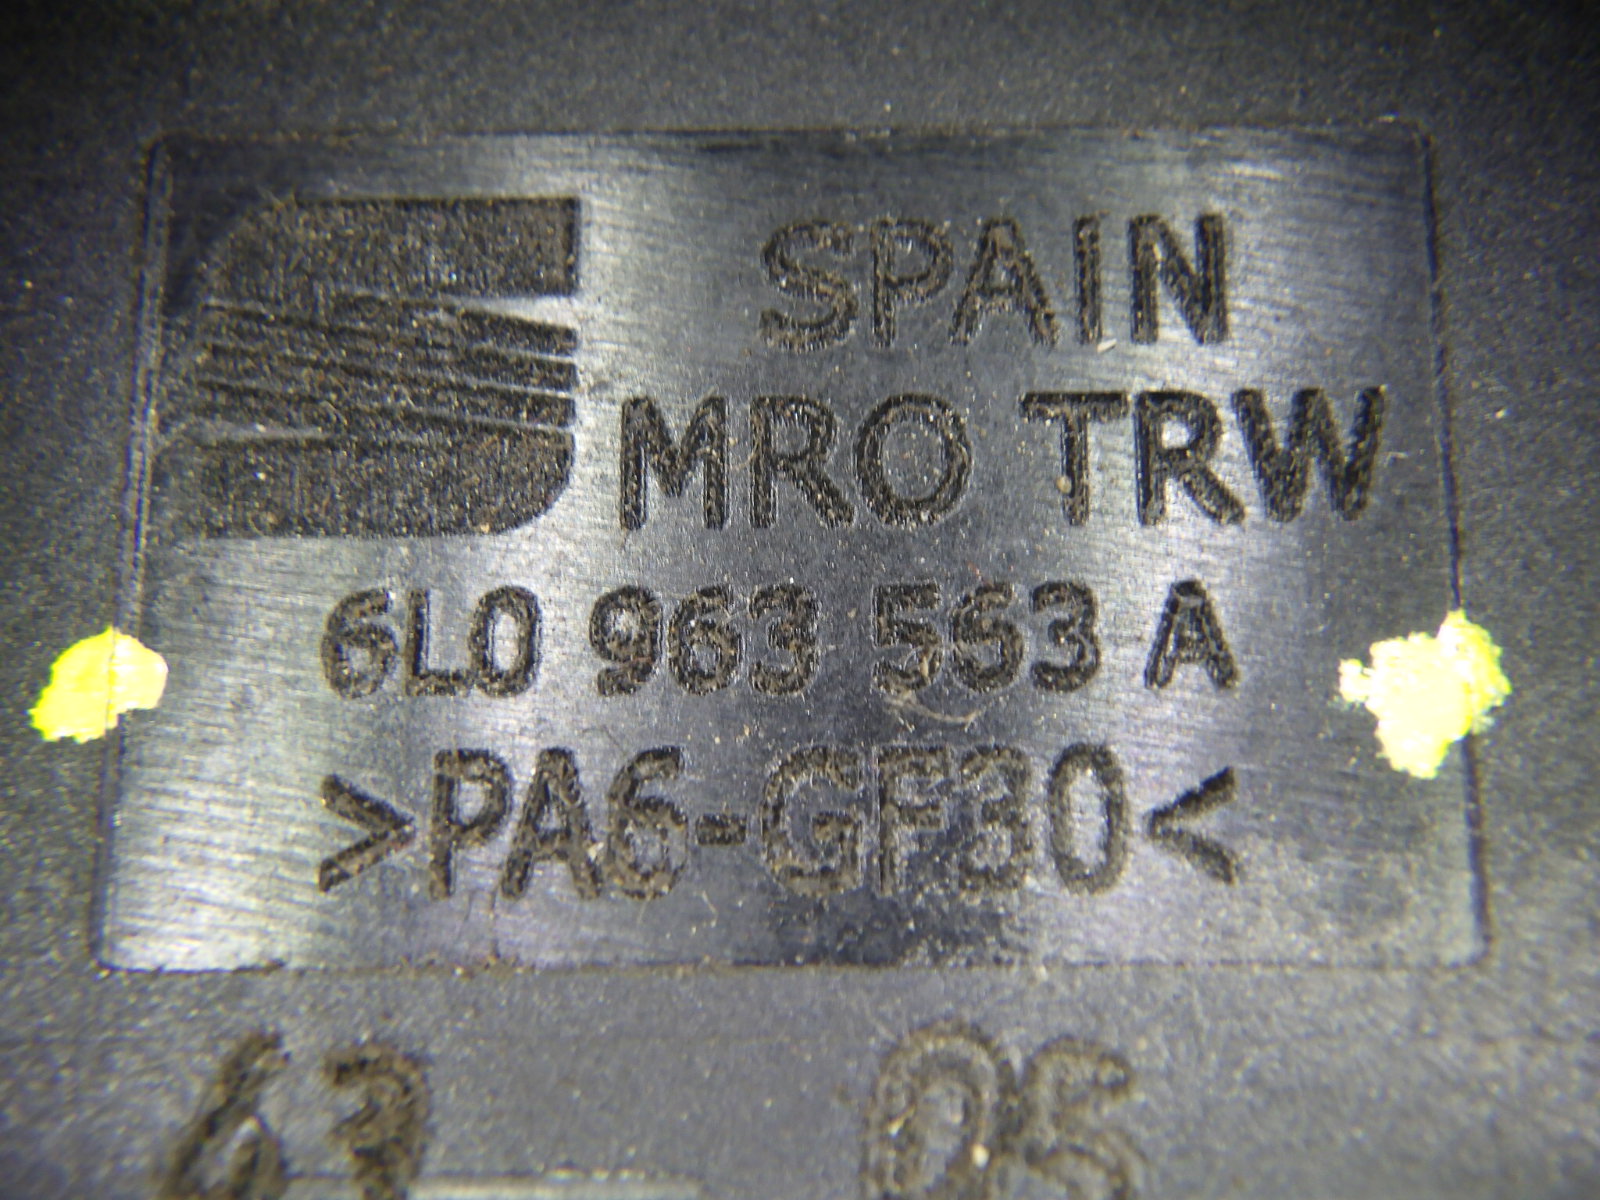 SPAIN
MRO TRW
6L0 963 563 A
>PA6-GF30<